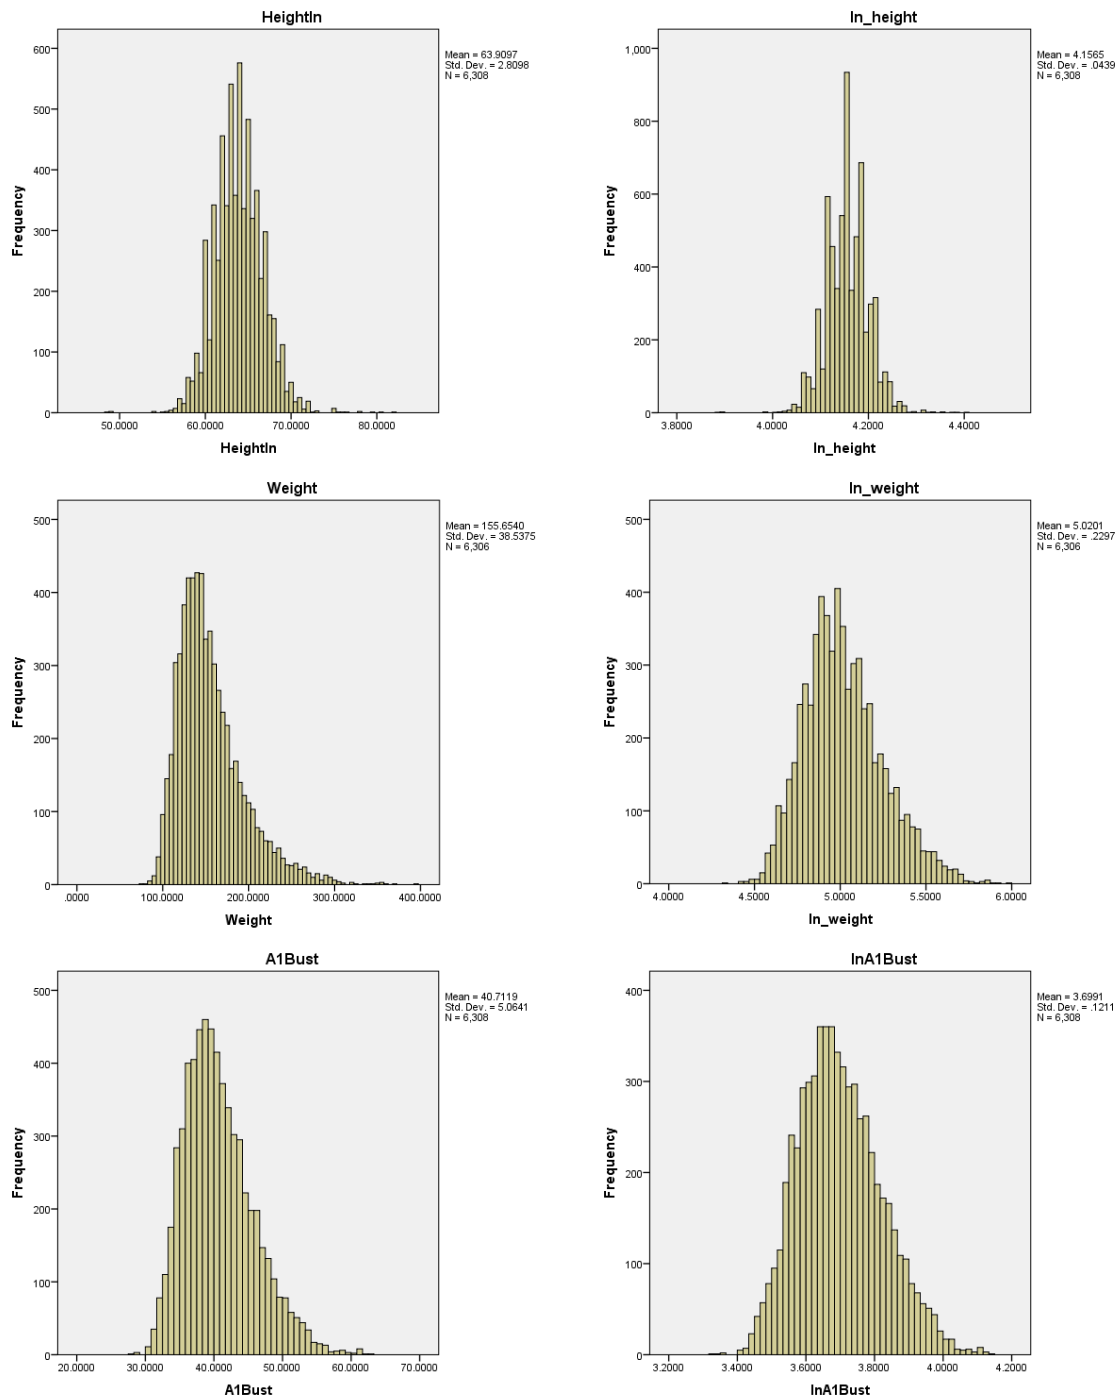 HeightIn
Mean = 63.9097
Std. Dev. = 2.8098
N = 6,308
600
500
400
300
200
100
0
Frequency
50.0000 60.0000 70.0000 80.0000
HeightIn
ln_height
Mean = 4.1565
Std. Dev. = .0439
N = 6,308
1,000
800
600
400
200
0
Frequency
3.8000 4.0000 4.2000 4.4000
ln_height
Weight
Mean = 155.6540
Std. Dev. = 38.5375
N = 6,306
500
400
300
200
100
0
Frequency
.0000 100.0000 200.0000 300.0000 400.0000
Weight
ln_weight
Mean = 5.0201
Std. Dev. = .2297
N = 6,306
500
400
300
200
100
0
Frequency
4.0000 4.5000 5.0000 5.5000 6.0000
ln_weight
A1Bust
Mean = 40.7119
Std. Dev. = 5.0641
N = 6,308
500
400
300
200
100
0
Frequency
20.0000 30.0000 40.0000 50.0000 60.0000 70.0000
A1Bust
lnA1Bust
Mean = 3.6991
Std. Dev. = .1211
N = 6,308
400
300
200
100
0
Frequency
3.2000 3.4000 3.6000 3.8000 4.0000 4.2000
lnA1Bust